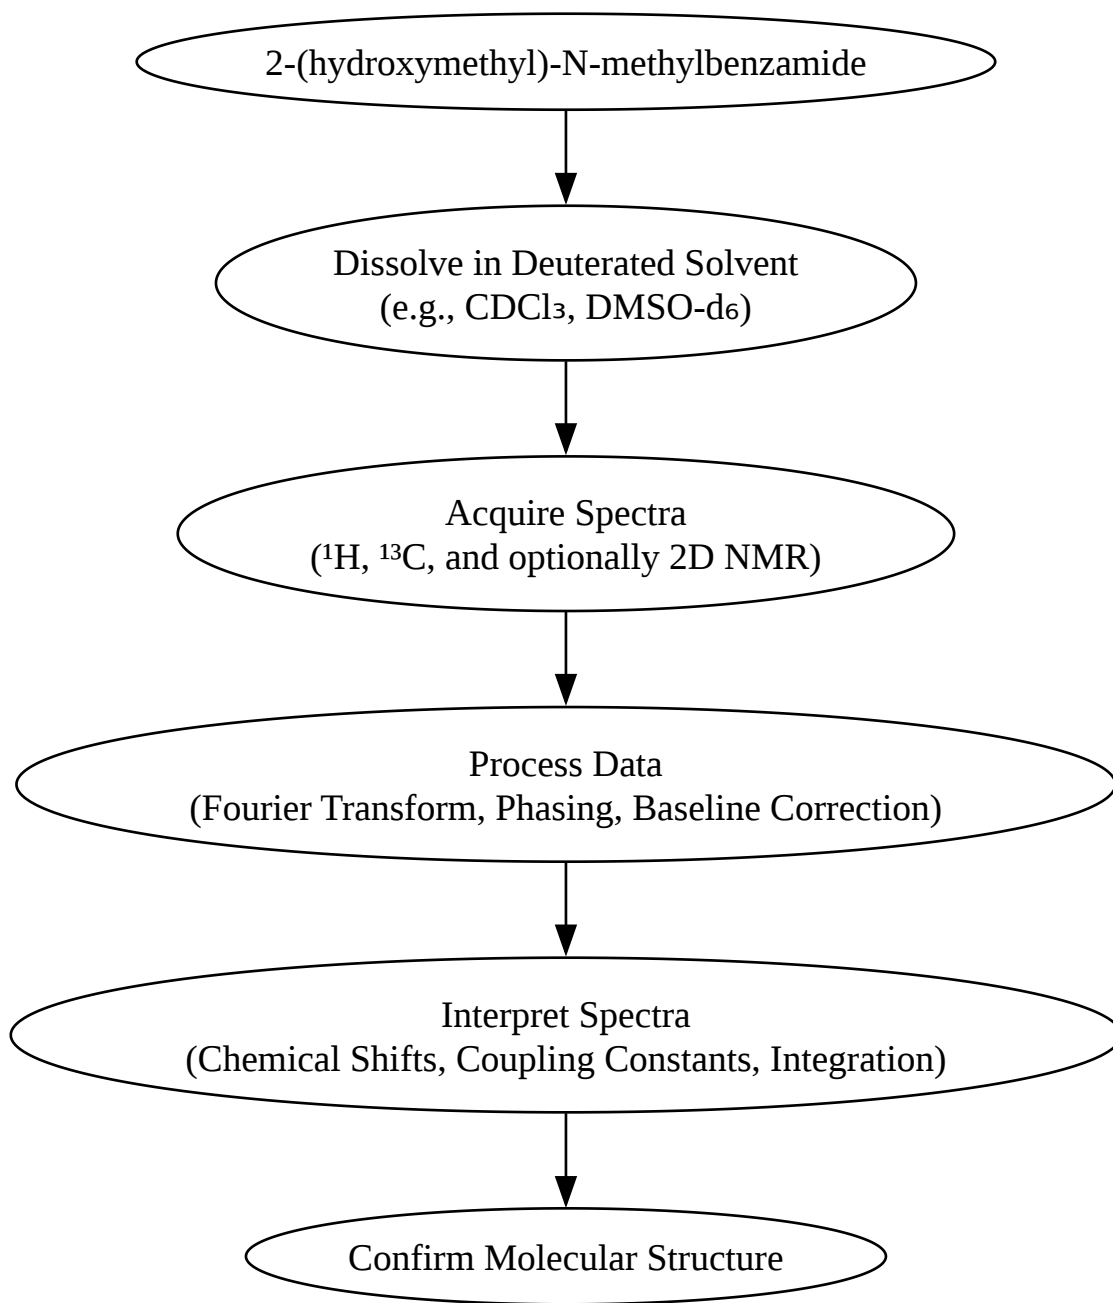 2-(hydroxymethyl)-N-methylbenzamide
Dissolve in Deuterated Solvent
(e.g., CDCl₃, DMSO-d₆)
Acquire Spectra
(¹H, ¹³C, and optionally 2D NMR)
Process Data
(Fourier Transform, Phasing, Baseline Correction)
Interpret Spectra
(Chemical Shifts, Coupling Constants, Integration)
Confirm Molecular Structure